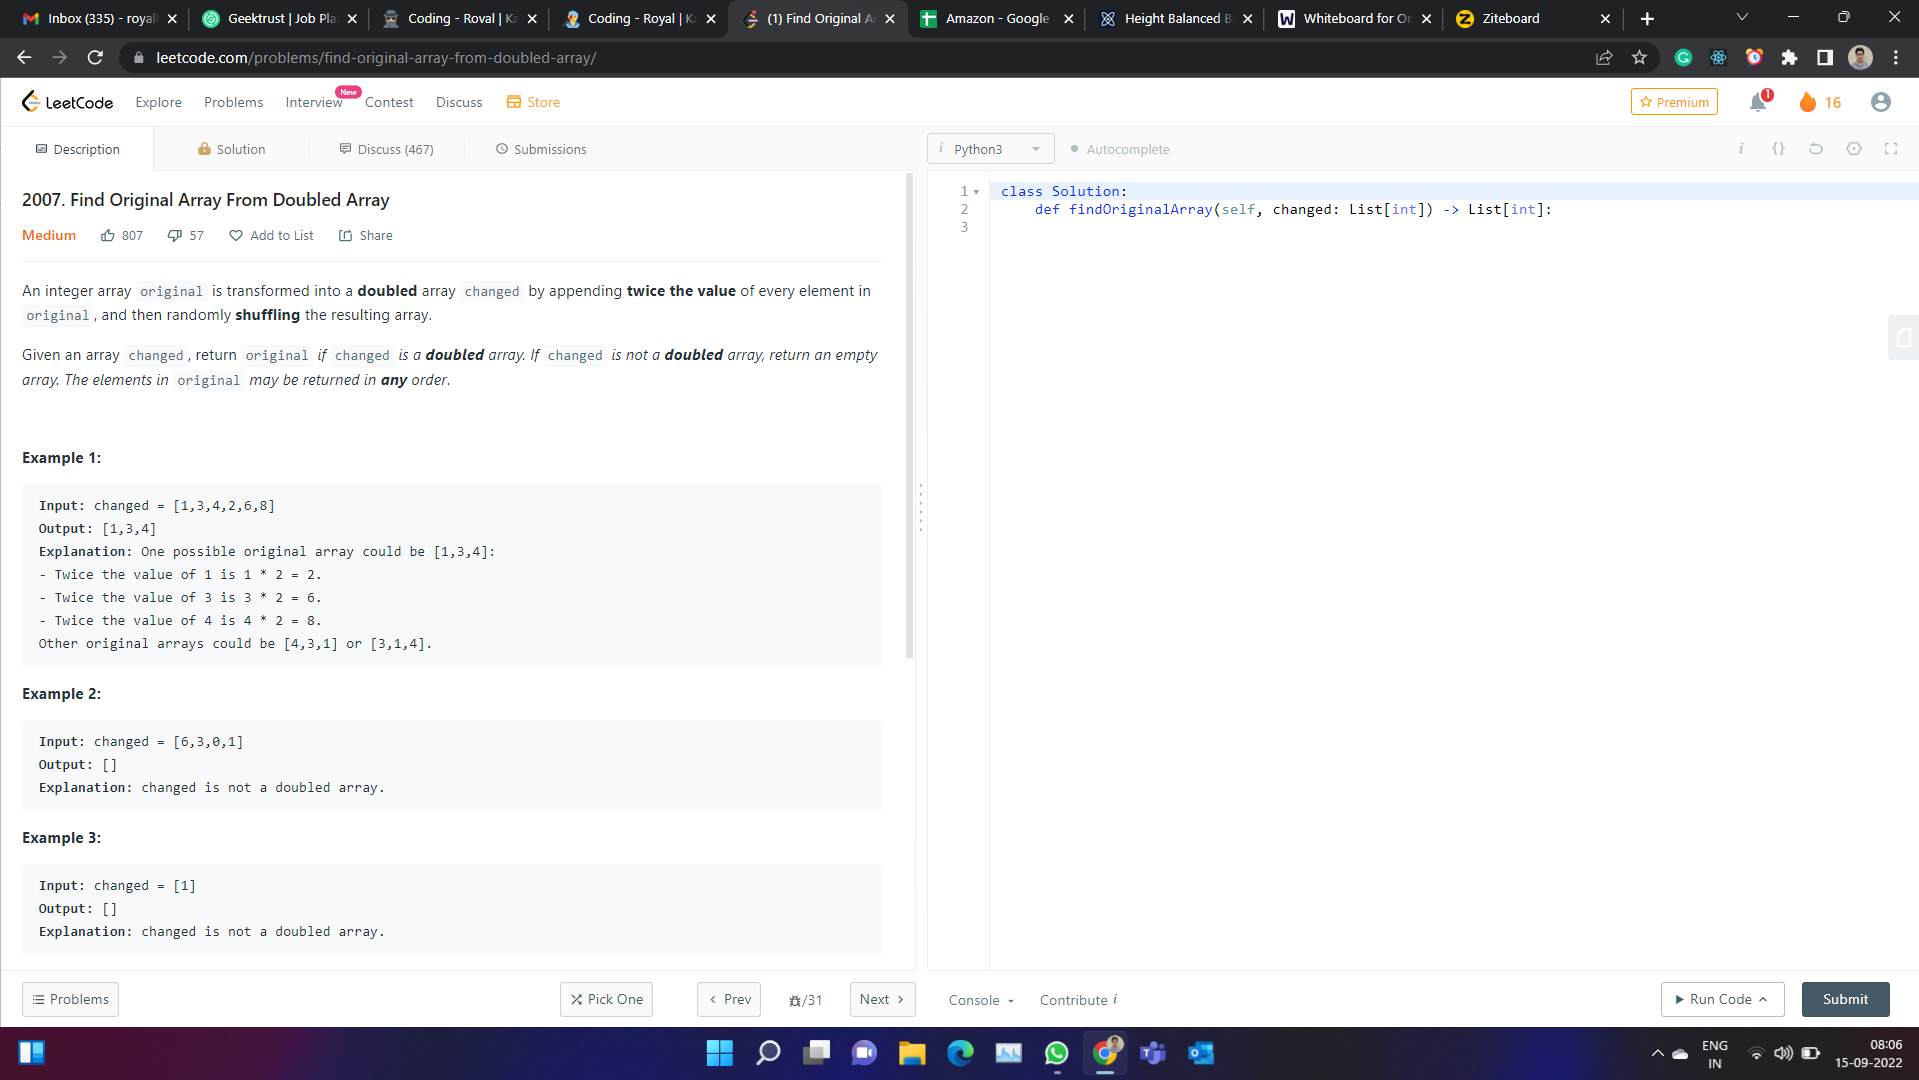 Inbox (335) - royal
Geektrust | Job Pla
Coding - Royal | Ka
Coding - Royal | Ka
(1) Find Original A
Amazon - Google
Height Balanced B
Whiteboard for Or
Ziteboard
leetcode.com/problems/find-original-array-from-doubled-array/
LeetCode Explore Problems Interview New Contest Discuss Store
Premium 1 16
Description Solution Discuss (467) Submissions
i Python3 Autocomplete i {}
2007. Find Original Array From Doubled Array
Medium 807 57 Add to List Share
An integer array original is transformed into a doubled array changed by appending twice the value of every element in
original, and then randomly shuffling the resulting array.
Given an array changed, return original if changed is a doubled array. If changed is not a doubled array, return an empty
array. The elements in original may be returned in any order.
Example 1:
Input: changed = [1,3,4,2,6,8]
Output: [1,3,4]
Explanation: One possible original array could be [1,3,4]:
- Twice the value of 1 is 1 * 2 = 2.
- Twice the value of 3 is 3 * 2 = 6.
- Twice the value of 4 is 4 * 2 = 8.
Other original arrays could be [4,3,1] or [3,1,4].
Example 2:
Input: changed = [6,3,0,1]
Output: []
Explanation: changed is not a doubled array.
Example 3:
Input: changed = [1]
Output: []
Explanation: changed is not a doubled array.
1 class Solution:
2 def findOriginalArray(self, changed: List[int]) -> List[int]:
3
Problems Pick One Prev /31 Next Console Contribute i Run Code Submit
ENG
IN
08:06
15-09-2022